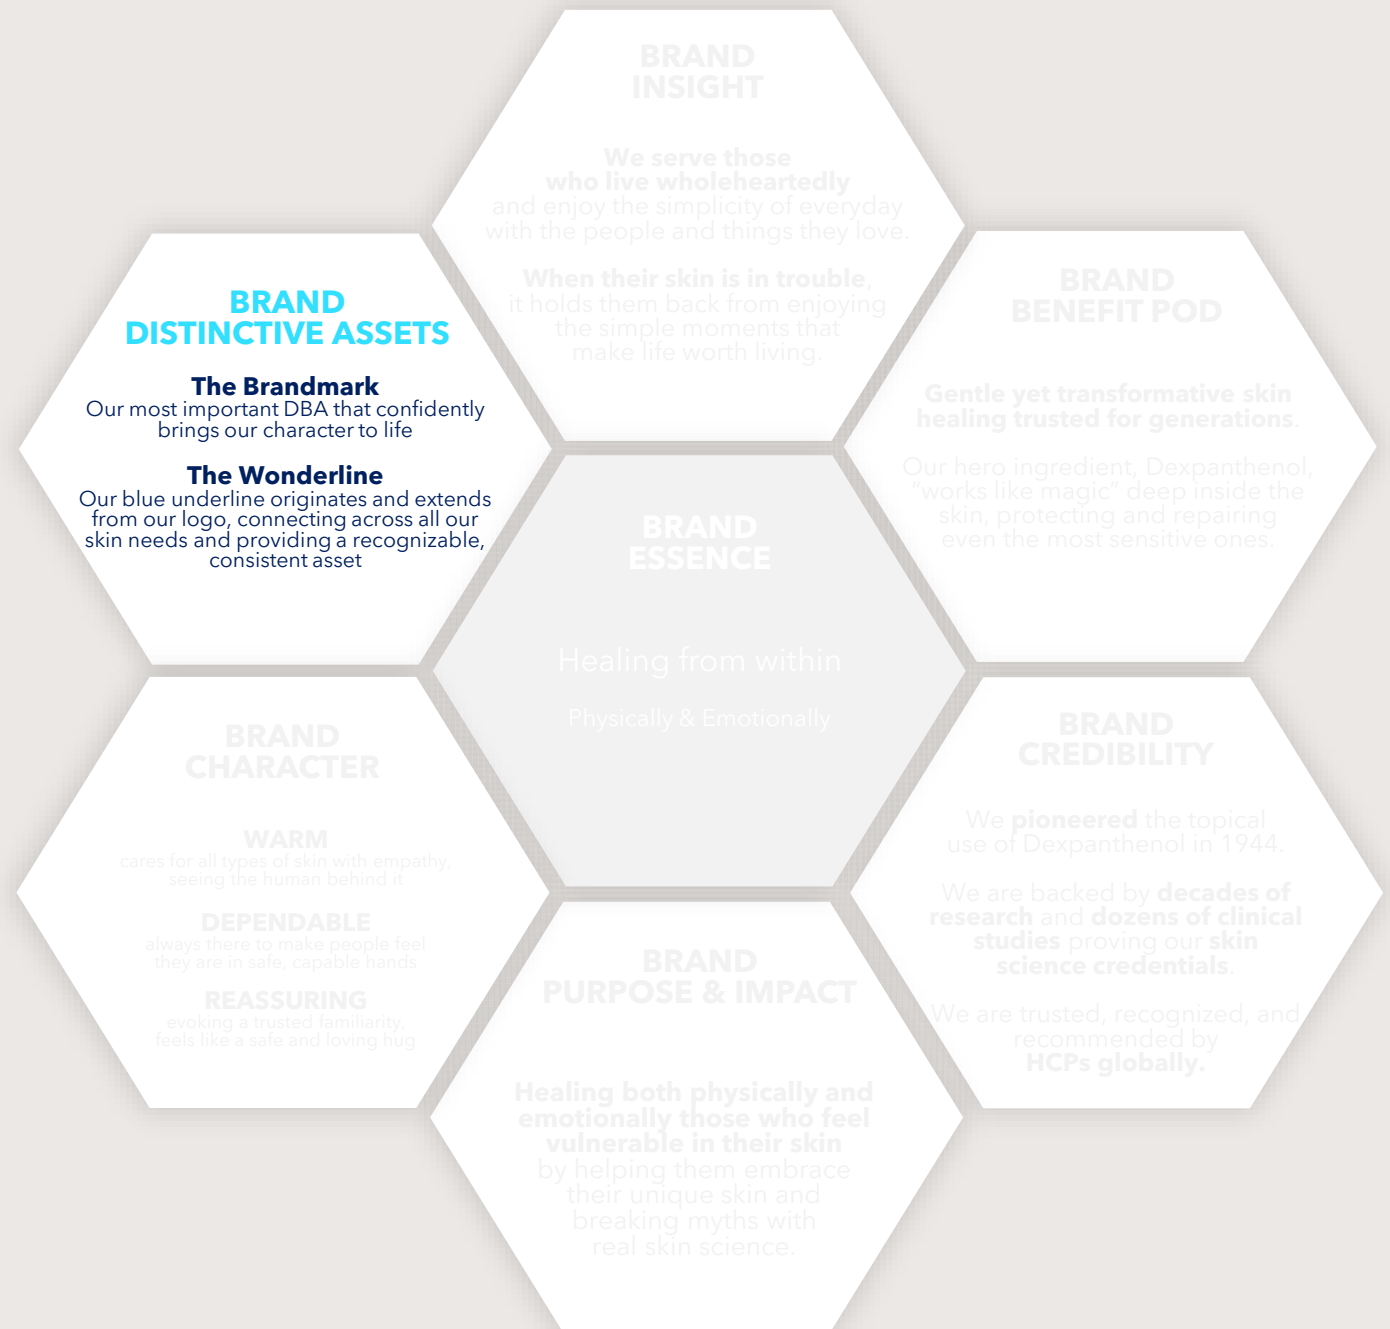 BRAND
INSIGHT
We serve those
who live wholeheartedly
and enjoy the simplicity of everyday
with the people and things they love.
When their skin is in trouble,
it holds them back from enjoying
the simple moments that
make life worth living.
BRAND
DISTINCTIVE ASSETS
The Brandmark
Our most important DBA that confidently
brings our character to life
The Wonderline
Our blue underline originates and extends
from our logo, connecting across all our
skin needs and providing a recognizable,
consistent asset
BRAND
BENEFIT POD
Gentle yet transformative skin
healing trusted for generations.
Our hero ingredient, Dexpanthenol,
“works like magic” deep inside the
skin, protecting and repairing
even the most sensitive ones.
BRAND
ESSENCE
Healing from within
Physically & Emotionally
BRAND
CHARACTER
WARM
cares for all types of skin with empathy,
seeing the human behind it
DEPENDABLE
always there to make people feel
they are in safe, capable hands
REASSURING
evoking a trusted familiarity,
feels like a safe and loving hug
BRAND
CREDIBILITY
We pioneered the topical
use of Dexpanthenol in 1944.
We are backed by decades of
research and dozens of clinical
studies proving our skin
science credentials.
We are trusted, recognized, and
recommended by
HCPs globally.
BRAND
PURPOSE & IMPACT
Healing both physically and
emotionally those who feel
vulnerable in their skin
by helping them embrace
their unique skin and
breaking myths with
real skin science.